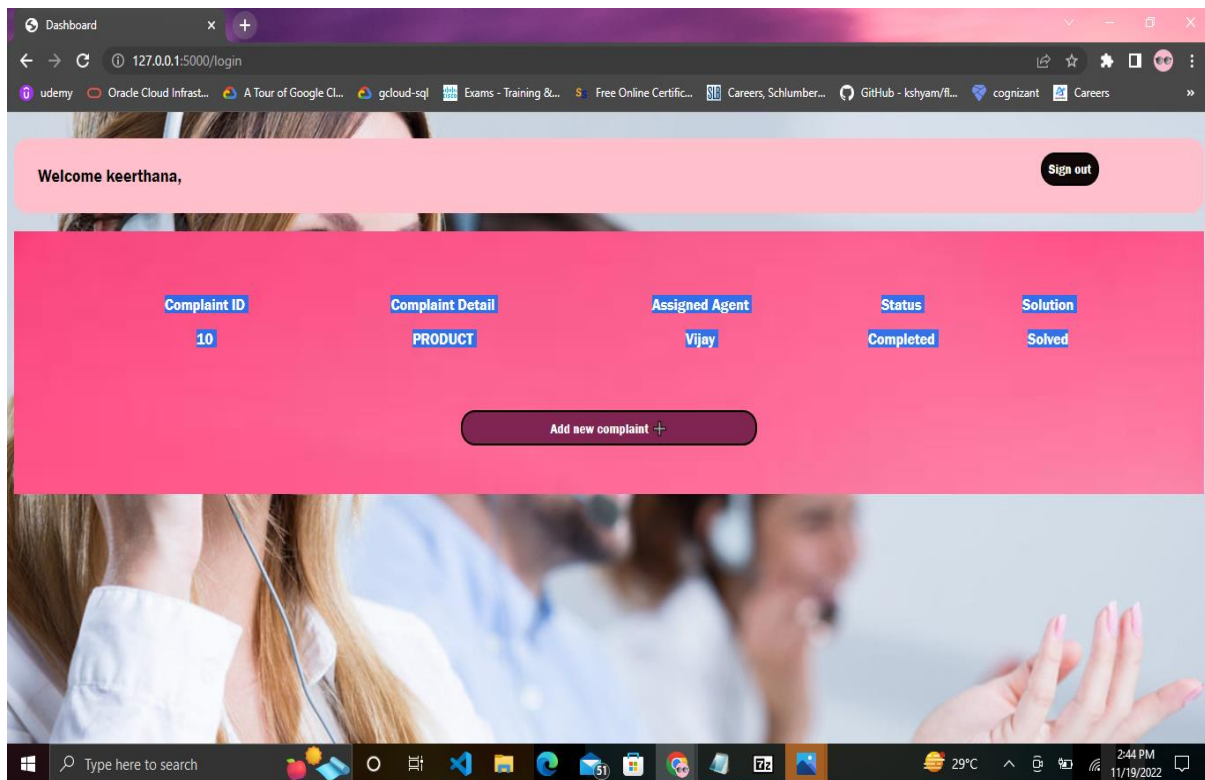 Dashboard
127.0.0.1:5000/login
udemy Oracle Cloud Infrast... A Tour of Google Cl... gcloud-sql Exams - Training &... Free Online Certific... Careers, Schlumber... GitHub - kshyam/fl... cognizant Careers »
Welcome keerthana,
Sign out
Complaint ID Complaint Detail Assigned Agent Status Solution
10 PRODUCT Vijay Completed Solved
Add new complaint +
Type here to search 51 7z 29°C 2:44 PM
11/19/2022